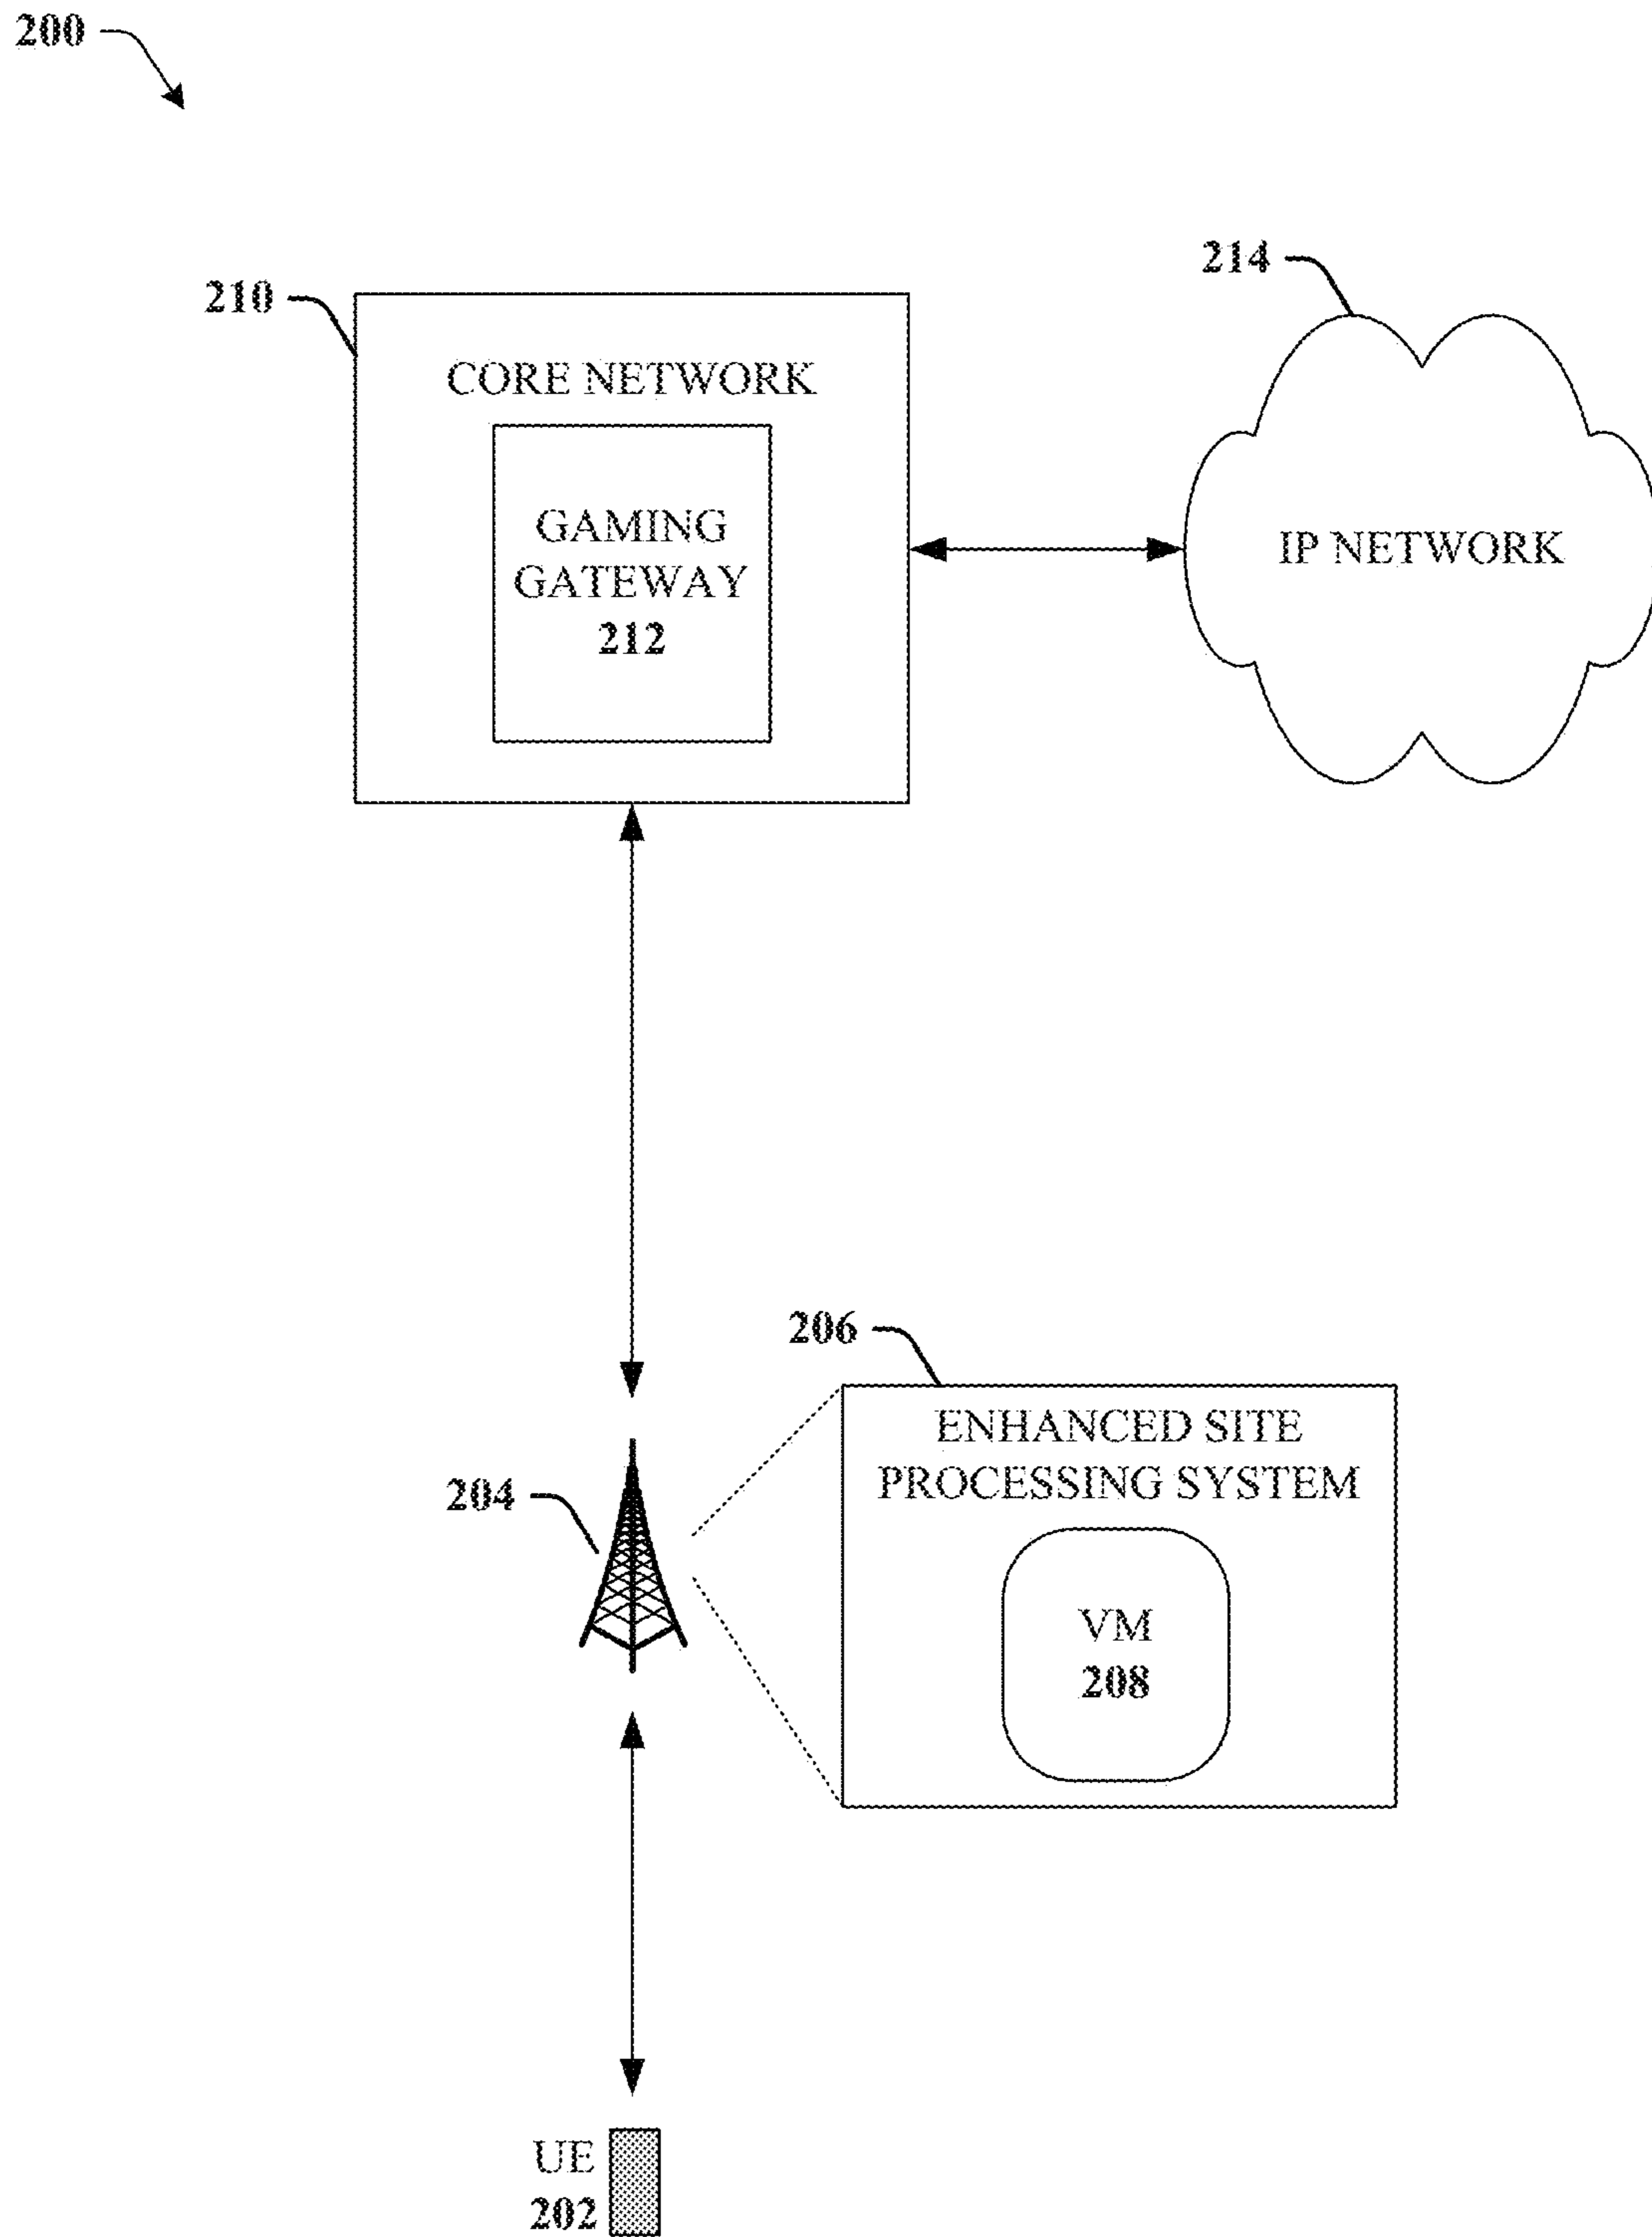 200
214
210
CORE NETWORK
GAMING
GATEWAY
212
IP NETWORK
206
ENHANCED SITE
PROCESSING SYSTEM
204
VM
208
UE
202